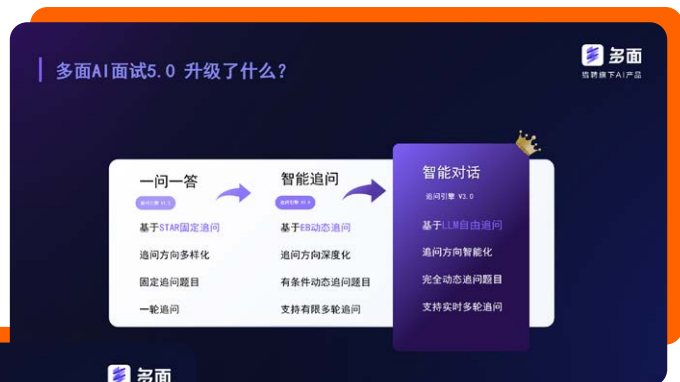 多面AI面试5.0 升级了什么？
多面
猎聘旗下AI产品
一问一答
基于STAR固定追问
追问方向多样化
固定追问题目
一轮追问
智能追问
基于EB动态追问
追问方向深度化
有条件动态追问题目
支持有限多轮追问
智能对话
追问引擎 V3.0
基于LLM自由追问
追问方向智能化
完全动态追问题目
支持实时多轮追问
多面